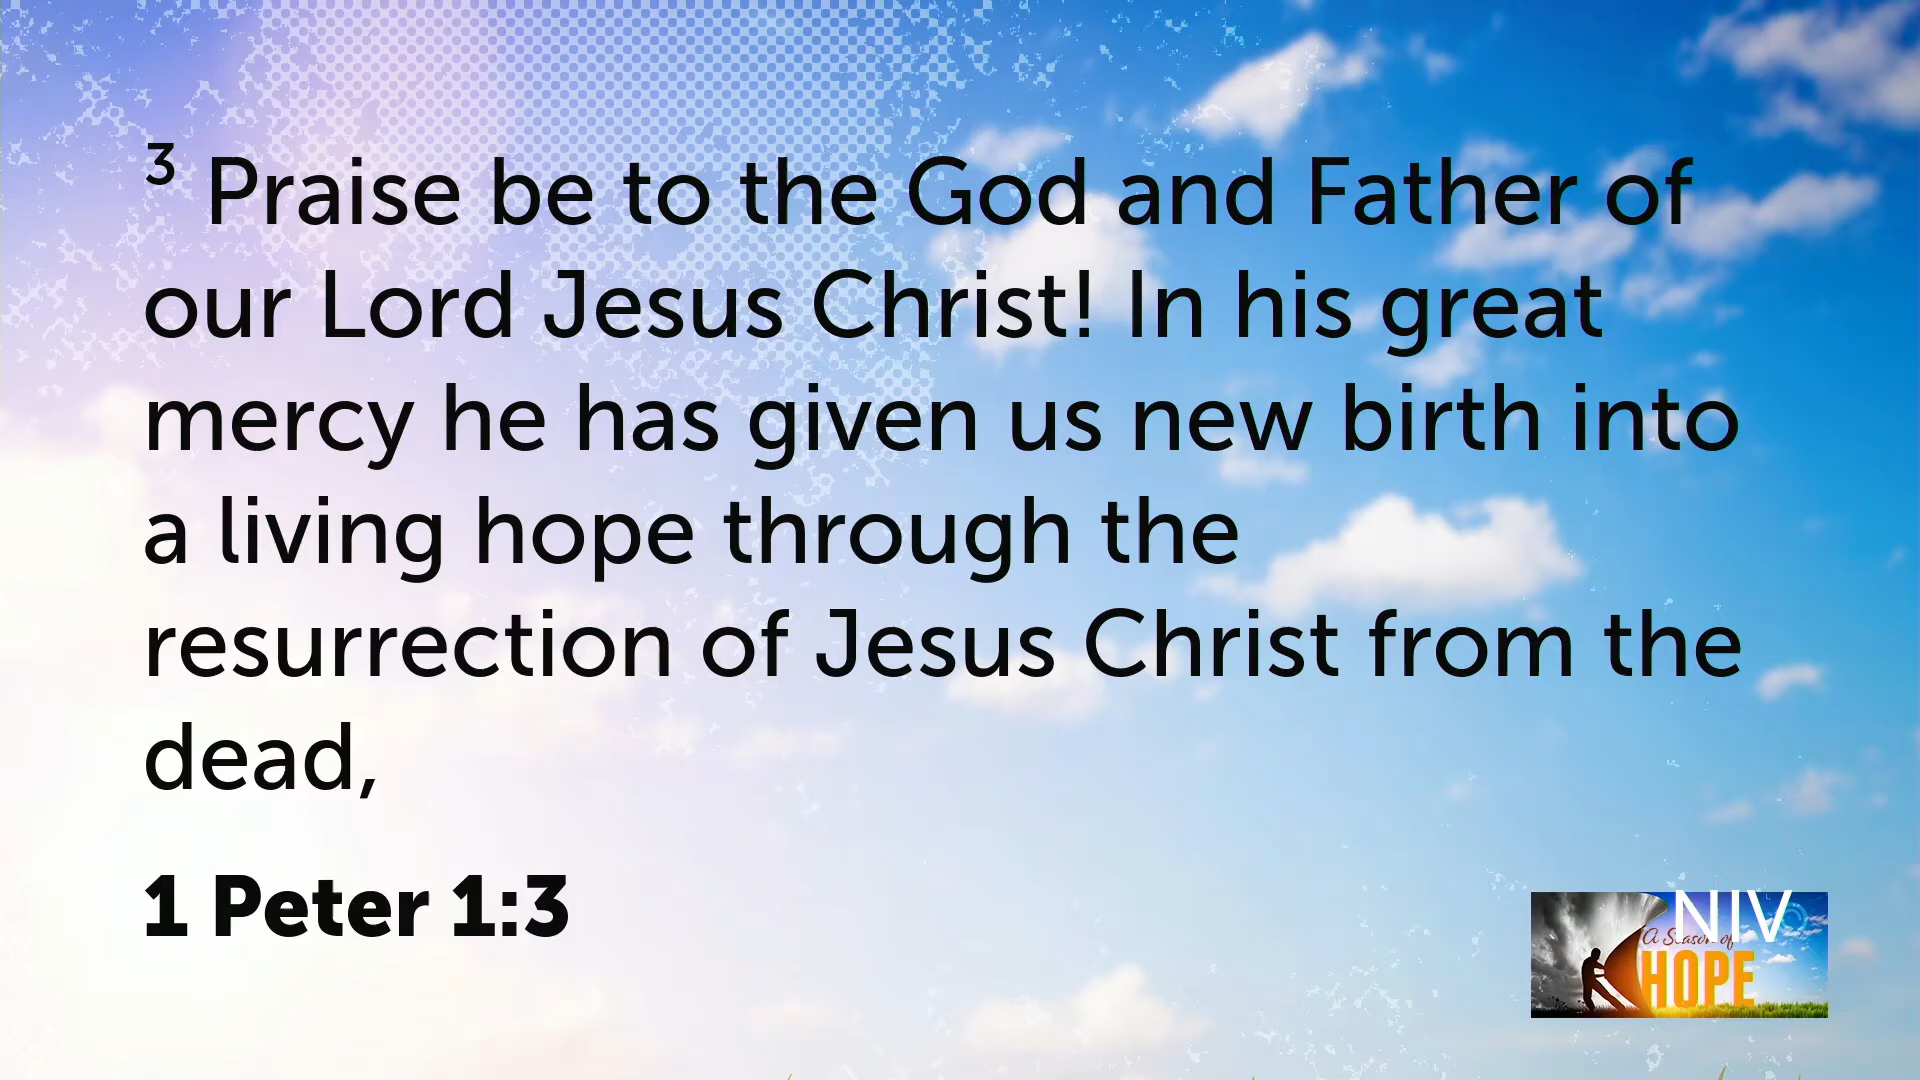 3 Praise be to the God and Father of
our Lord Jesus Christ! In his great
mercy he has given us new birth into
a living hope through the
resurrection of Jesus Christ from the
dead,
1 Peter 1:3
NIV
A Season of
HOPE